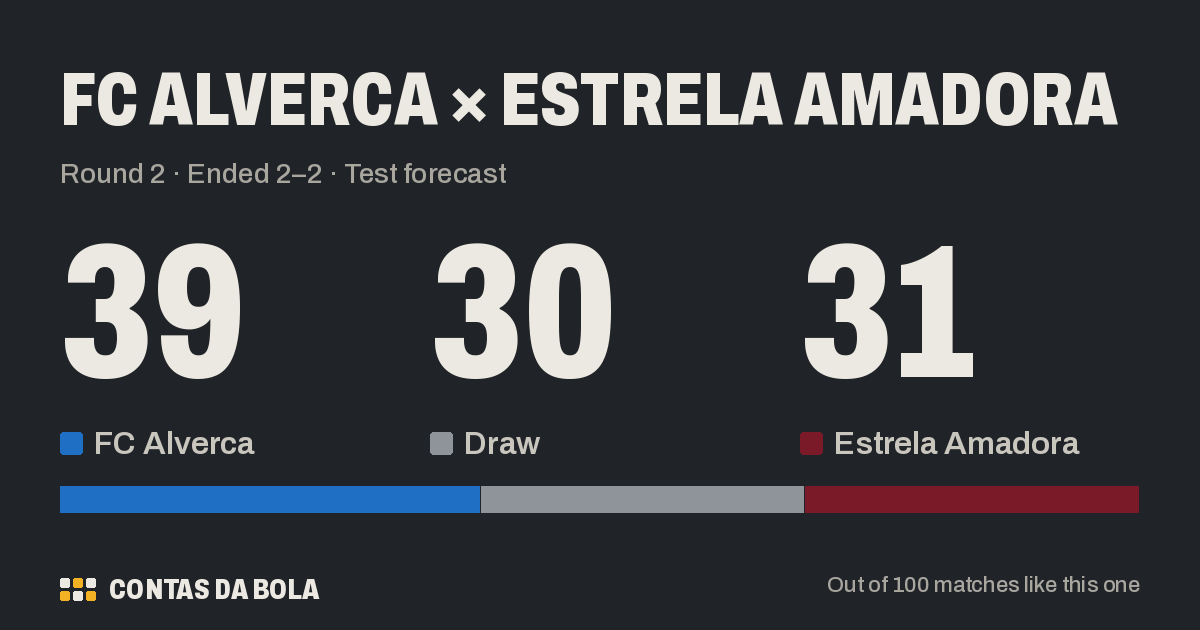 FC ALVERCA × ESTRELA AMADORA
Round 2 · Ended 2–2 · Test forecast
39 30 31
FC Alverca Draw Estrela Amadora
CONTAS DA BOLA
Out of 100 matches like this one